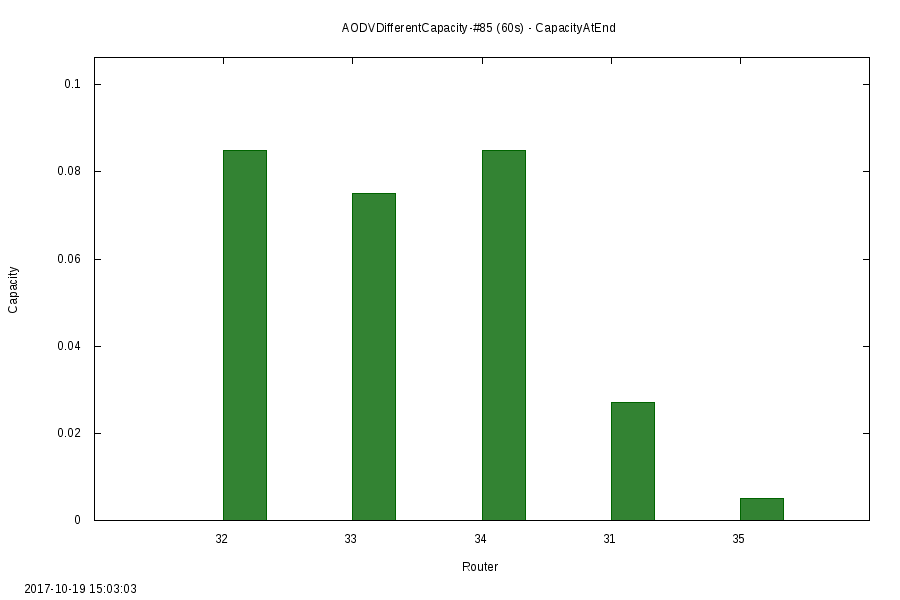 AODVDifferentCapacity-#85 (60s) - CapacityAtEnd
0.1
0.08
0.06
0.04
0.02
0
Capacity
32 33 34 31 35
Router
2017-10-19 15:03:03